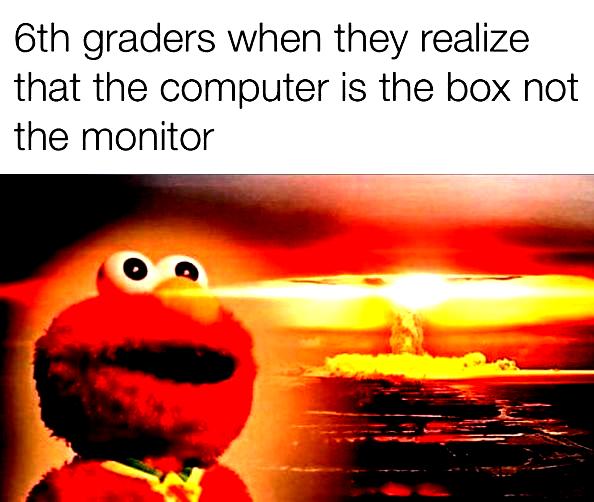 6th graders when they realize
that the computer is the box not
the monitor